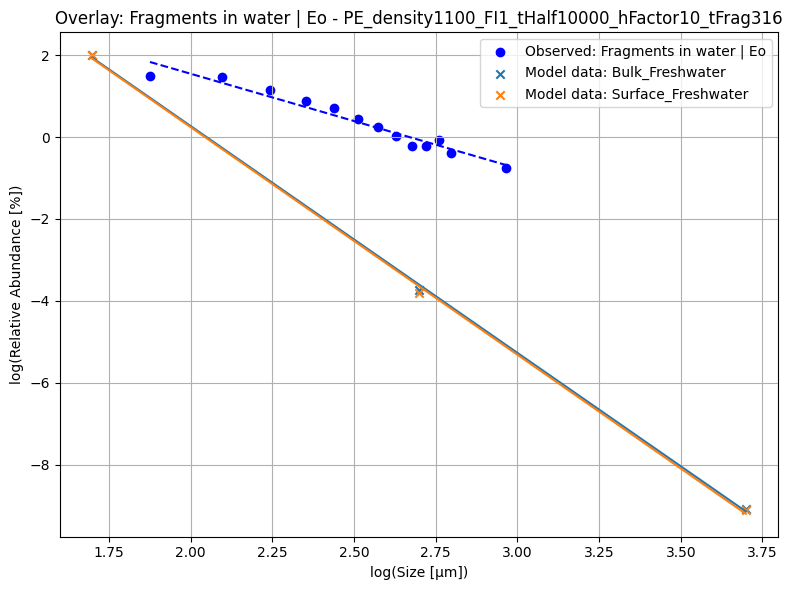 Overlay: Fragments in water | Eo - PE_density1100_FI1_tHalf10000_hFactor10_tFrag316
Observed: Fragments in water | Eo
Model data: Bulk_Freshwater
Model data: Surface_Freshwater
log(Relative Abundance [%])
2
0
−2
−4
−6
−8
1.75 2.00 2.25 2.50 2.75 3.00 3.25 3.50 3.75
log(Size [μm])